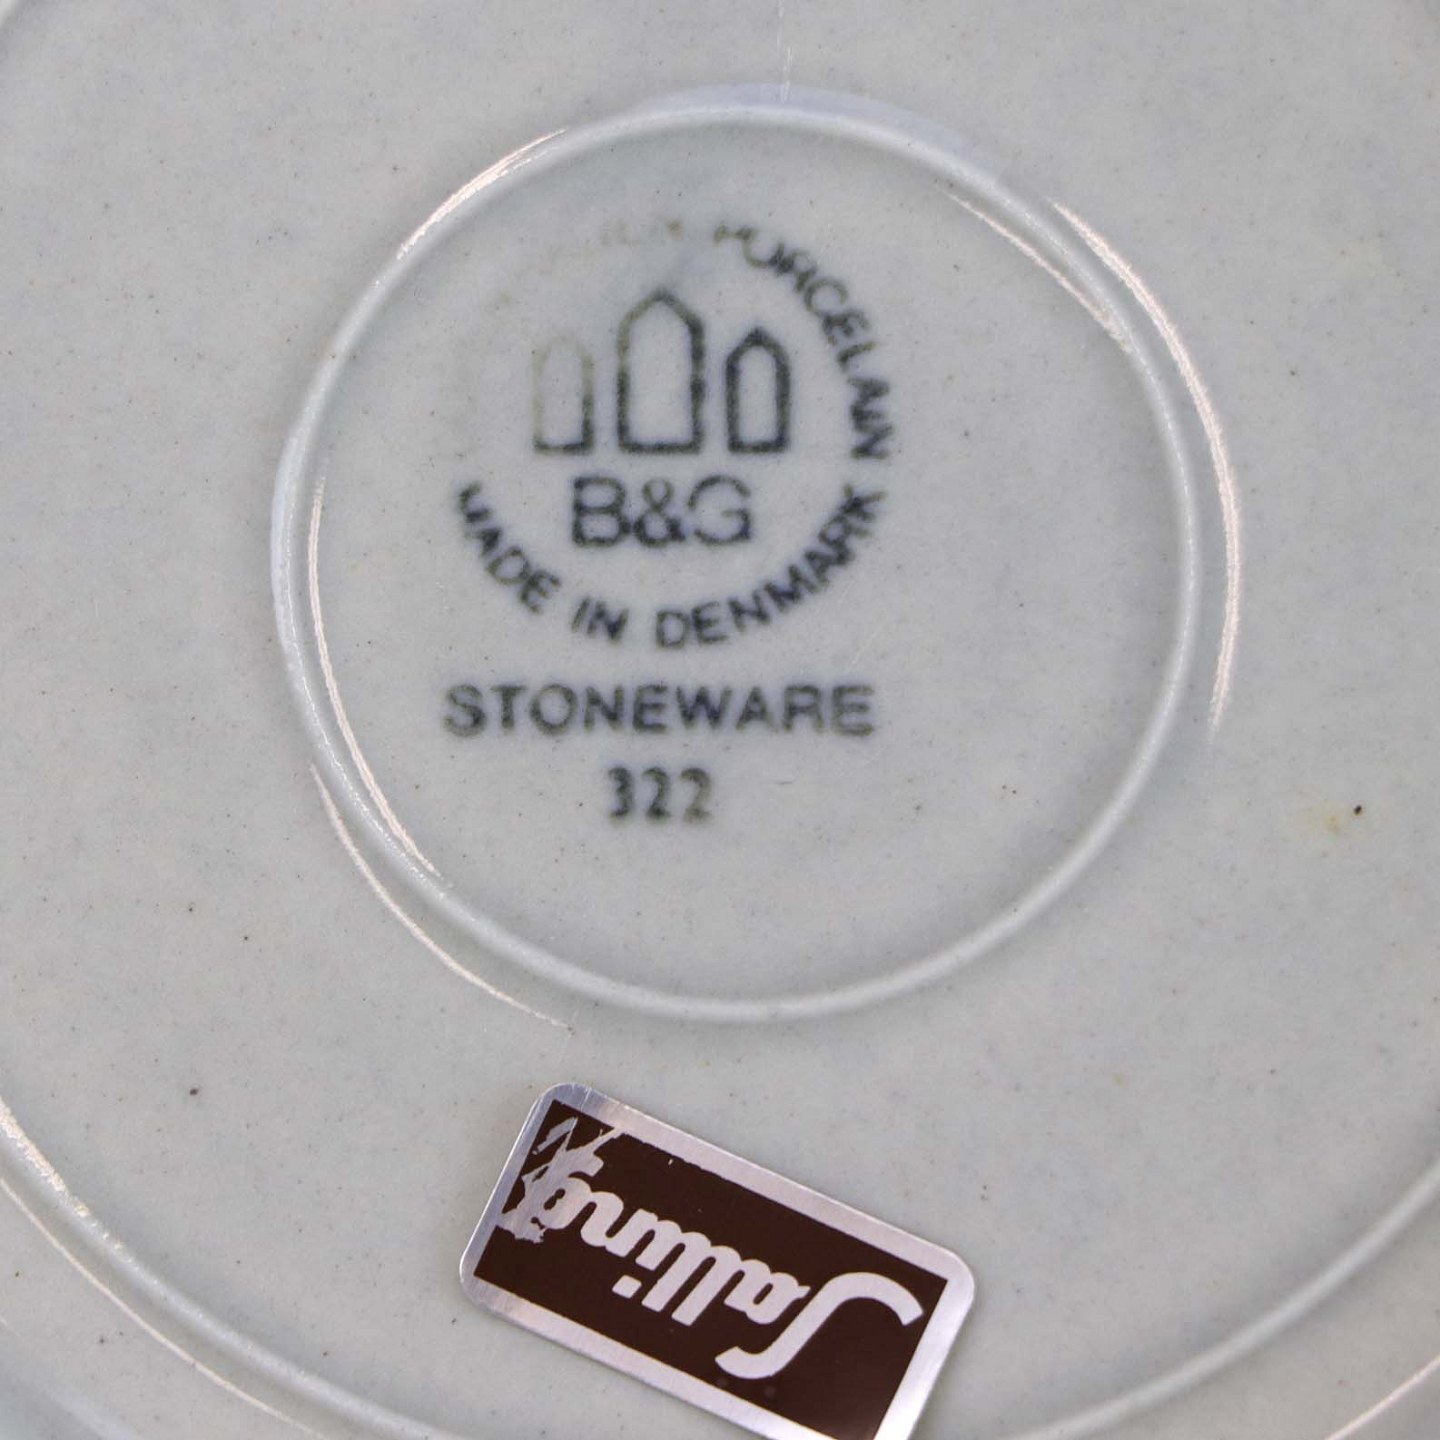 PORCELAIN
B&G
MADE IN DENMARK
STONEWARE
322
Salling